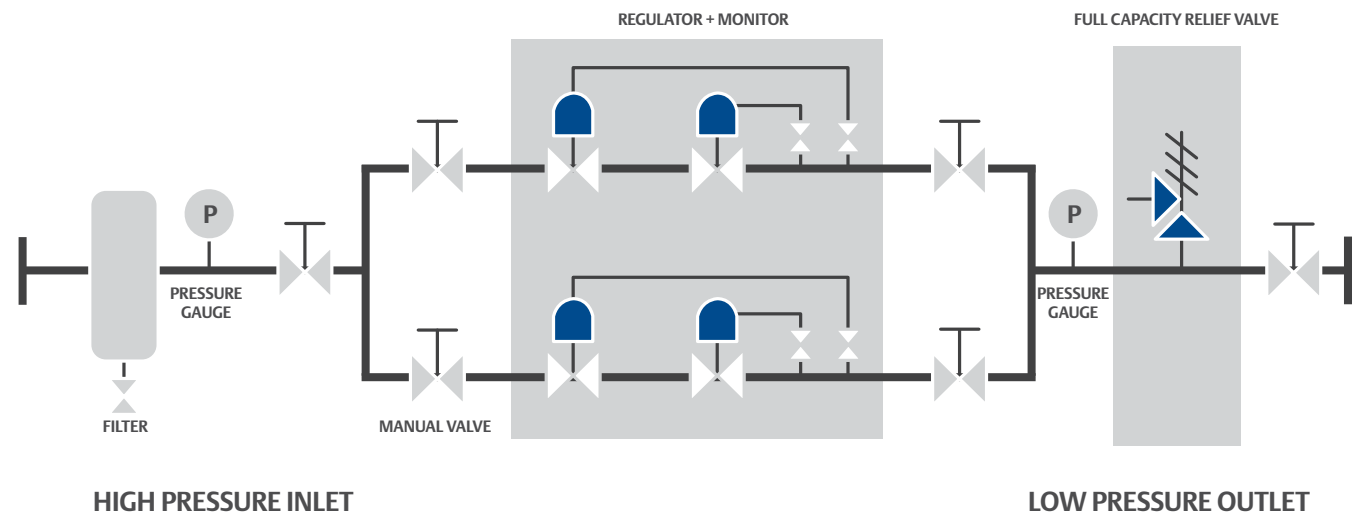 REGULATOR + MONITOR
FULL CAPACITY RELIEF VALVE
P
P
PRESSURE
GAUGE
PRESSURE
GAUGE
FILTER
MANUAL VALVE
HIGH PRESSURE INLET
LOW PRESSURE OUTLET